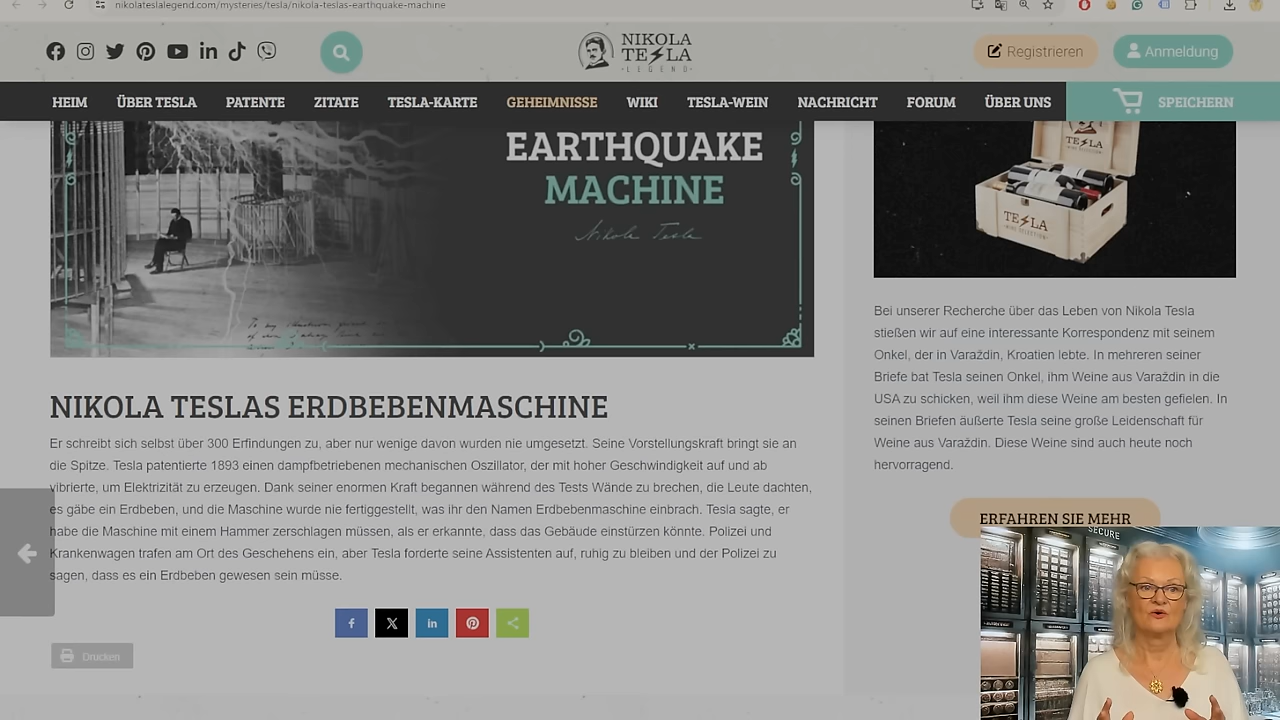 nikolateslalegend.com/mysteries/tesla/nikola-teslas-earthquake-machine
NIKOLA
TESLA
LEGEND
Registrieren
Anmeldung
HEIM
ÜBER TESLA
PATENTE
ZITATE
TESLA-KARTE
GEHEIMNISSE
WIKI
TESLA-WEIN
NACHRICHT
FORUM
ÜBER UNS
SPEICHERN
EARTHQUAKE
MACHINE
Nikola Tesla
TESLA
TESLA
NIKOLA TESLAS ERDBEBENMASCHINE
Er schreibt sich selbst über 300 Erfindungen zu, aber nur wenige davon wurden nie umgesetzt. Seine Vorstellungskraft bringt sie an
die Spitze. Tesla patentierte 1893 einen dampfbetriebenen mechanischen Oszillator, der mit hoher Geschwindigkeit auf und ab
vibrierte, um Elektrizität zu erzeugen. Dank seiner enormen Kraft begannen während des Tests Wände zu brechen, die Leute dachten,
es gäbe ein Erdbeben, und die Maschine wurde nie fertiggestellt, was ihr den Namen Erdbebenmaschine einbrach. Tesla sagte, er
habe die Maschine mit einem Hammer zerschlagen müssen, als er erkannte, dass das Gebäude einstürzen könnte. Polizei und
Krankenwagen trafen am Ort des Geschehens ein, aber Tesla forderte seine Assistenten auf, ruhig zu bleiben und der Polizei zu
sagen, dass es ein Erdbeben gewesen sein müsse.
Drucken
Bei unserer Recherche über das Leben von Nikola Tesla
stießen wir auf eine interessante Korrespondenz mit seinem
Onkel, der in Varaždin, Kroatien lebte. In mehreren seiner
Briefe bat Tesla seinen Onkel, ihm Weine aus Varaždin in die
USA zu schicken, weil ihm diese Weine am besten gefielen. In
seinen Briefen äußerte Tesla seine große Leidenschaft für
Weine aus Varaždin. Diese Weine sind auch heute noch
hervorragend.
ERFAHREN SIE MEHR
SECURE